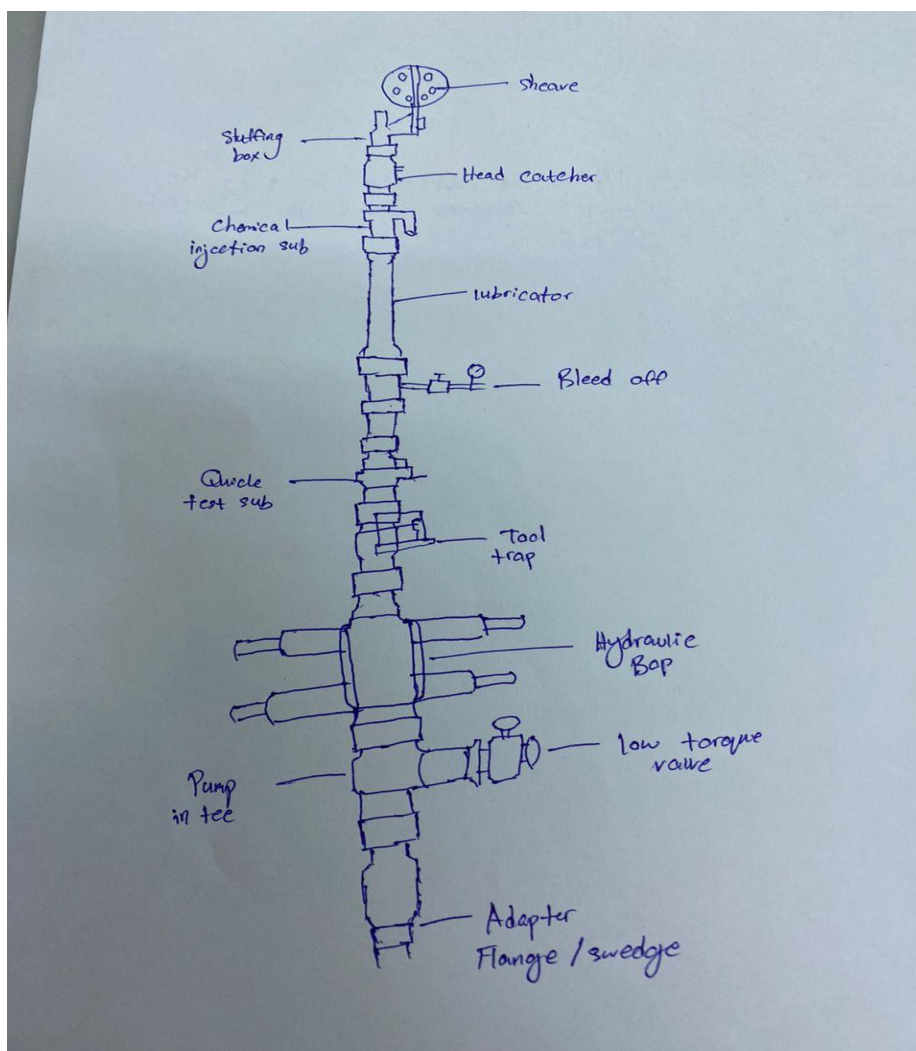 Sheave
Stuffing
box
Head catcher
Chemical
injection sub
lubricator
Bleed off
Quick
test sub
Tool
trap
Hydraulic
Bop
low torque
valve
Pump
in tee
Adapter
Flange / swedge